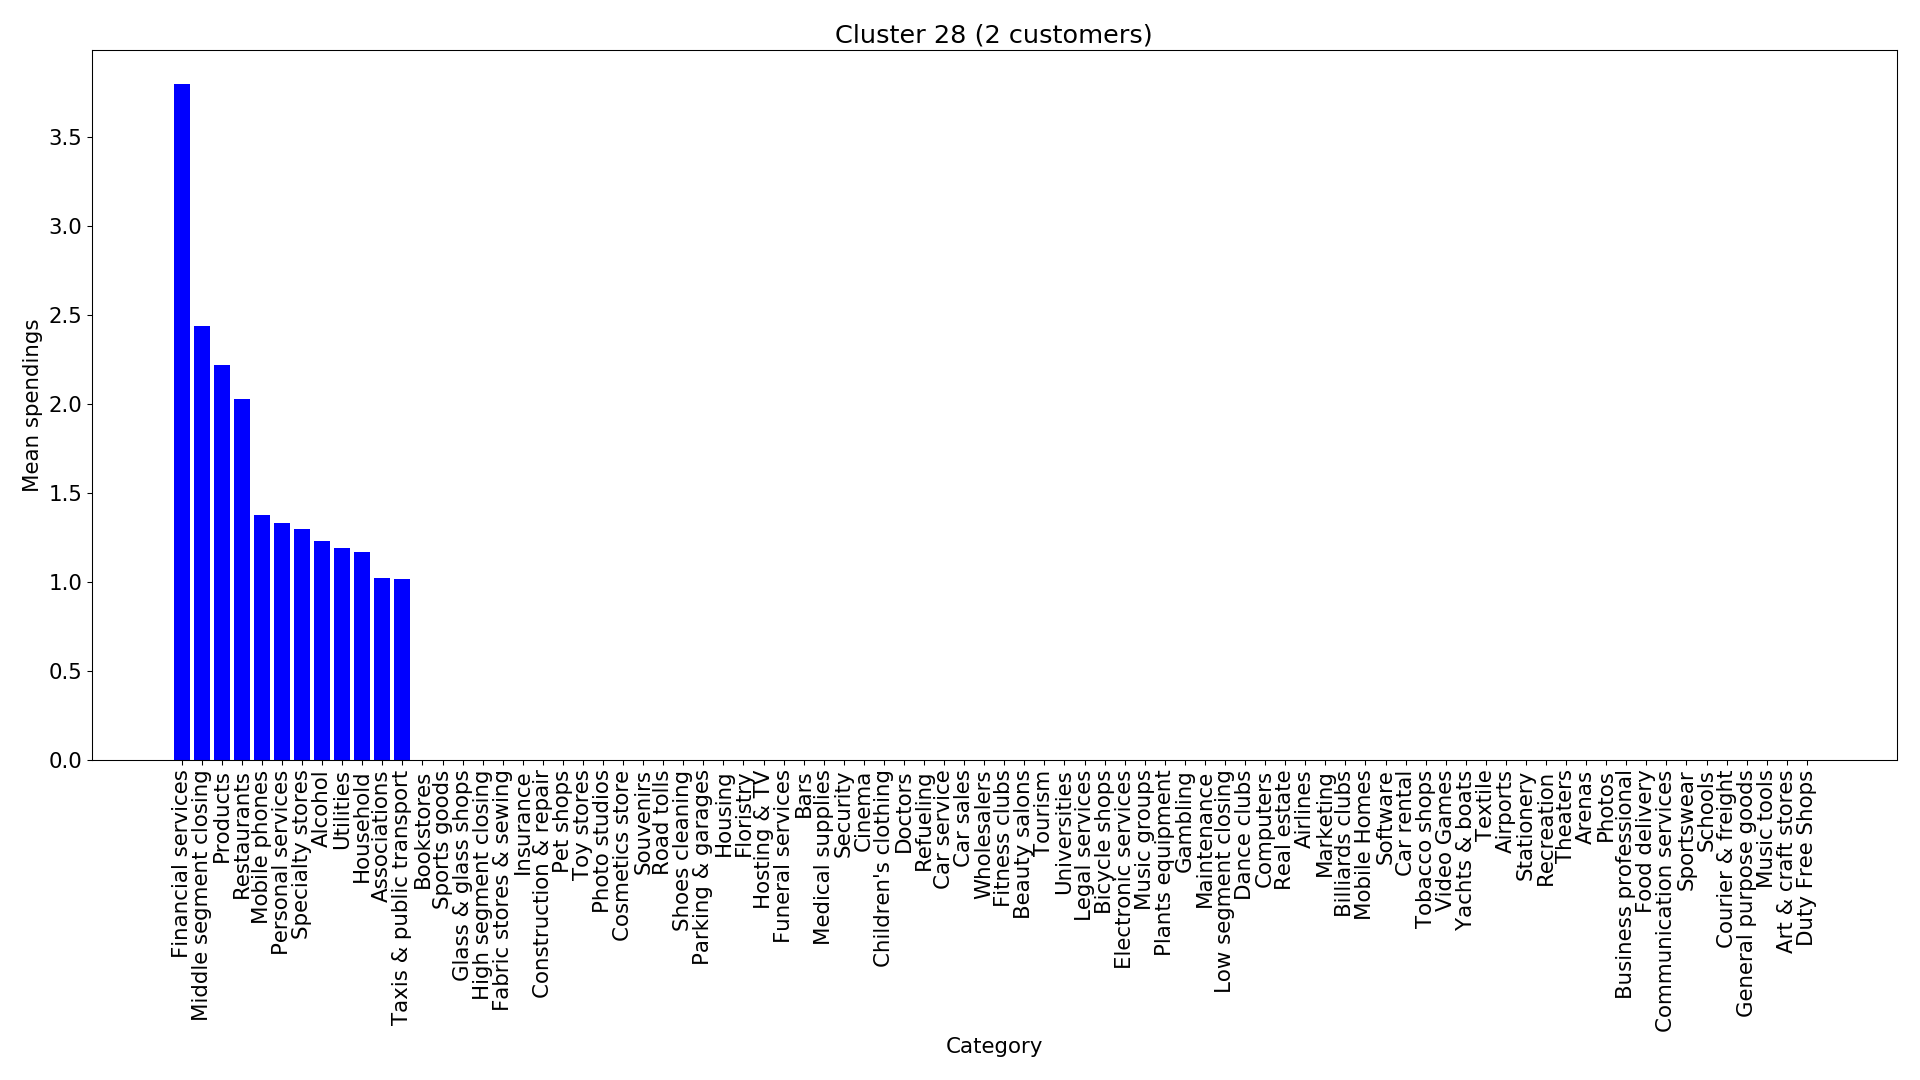 Cluster 28 (2 customers)
Mean spendings
3.5
3.0
2.5
2.0
1.5
1.0
0.5
0.0
Financial services
Middle segment closing
Products
Restaurants
Mobile phones
Personal services
Specialty stores
Alcohol
Utilities
Household
Associations
Taxis & public transport
Bookstores
Sports goods
Glass & glass shops
High segment closing
Fabric stores & sewing
Insurance
Construction & repair
Pet shops
Toy stores
Photo studios
Cosmetics store
Souvenirs
Road tolls
Shoes cleaning
Parking & garages
Housing
Floristry
Hosting & TV
Funeral services
Bars
Medical supplies
Security
Cinema
Children's clothing
Doctors
Refueling
Car service
Car sales
Wholesalers
Fitness clubs
Beauty salons
Tourism
Universities
Legal services
Bicycle shops
Electronic services
Music groups
Plants equipment
Gambling
Maintenance
Low segment closing
Dance clubs
Computers
Real estate
Airlines
Marketing
Billiards clubs
Mobile Homes
Software
Car rental
Tobacco shops
Video Games
Yachts & boats
Textile
Airports
Stationery
Recreation
Theaters
Arenas
Photos
Business professional
Food delivery
Communication services
Sportswear
Schools
Courier & freight
General purpose goods
Music tools
Art & craft stores
Duty Free Shops
Category